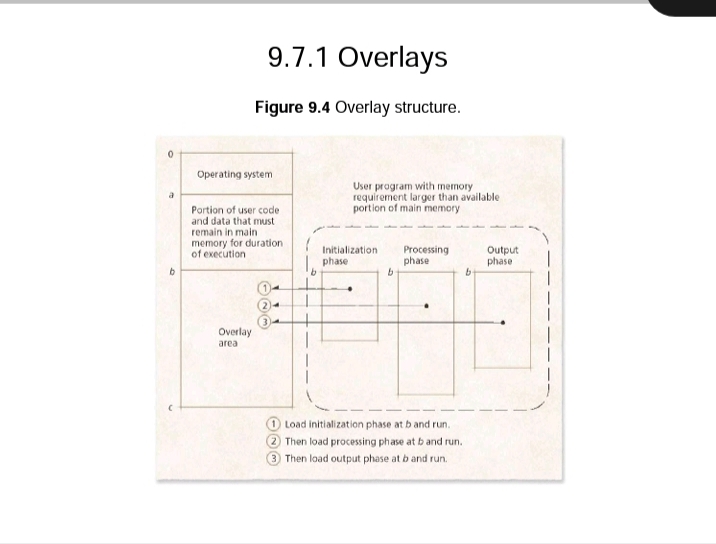 9.7.1 Overlays
Figure 9.4 Overlay structure.
0
Operating system
a
User program with memory
requirement larger than available
portion of main memory
Portion of user code
and data that must
remain in main
memory for duration
of execution
Initialization
phase
Processing
phase
Output
phase
b
b
b
b
1
2
3
Overlay
area
c
1 Load initialization phase at b and run.
2 Then load processing phase at b and run.
3 Then load output phase at b and run.